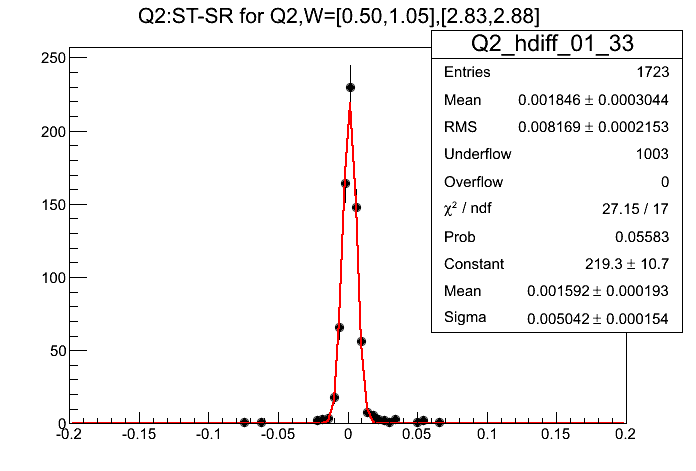 Q2:ST-SR for Q2,W=[0.50,1.05],[2.83,2.88]
Q2_hdiff_01_33
Entries 1723
Mean 0.001846 ± 0.0003044
RMS 0.008169 ± 0.0002153
Underflow 1003
Overflow 0
χ² / ndf 27.15 / 17
Prob 0.05583
Constant 219.3 ± 10.7
Mean 0.001592 ± 0.000193
Sigma 0.005042 ± 0.000154
250
200
150
100
50
0
-0.2 -0.15 -0.1 -0.05 0 0.05 0.1 0.15 0.2